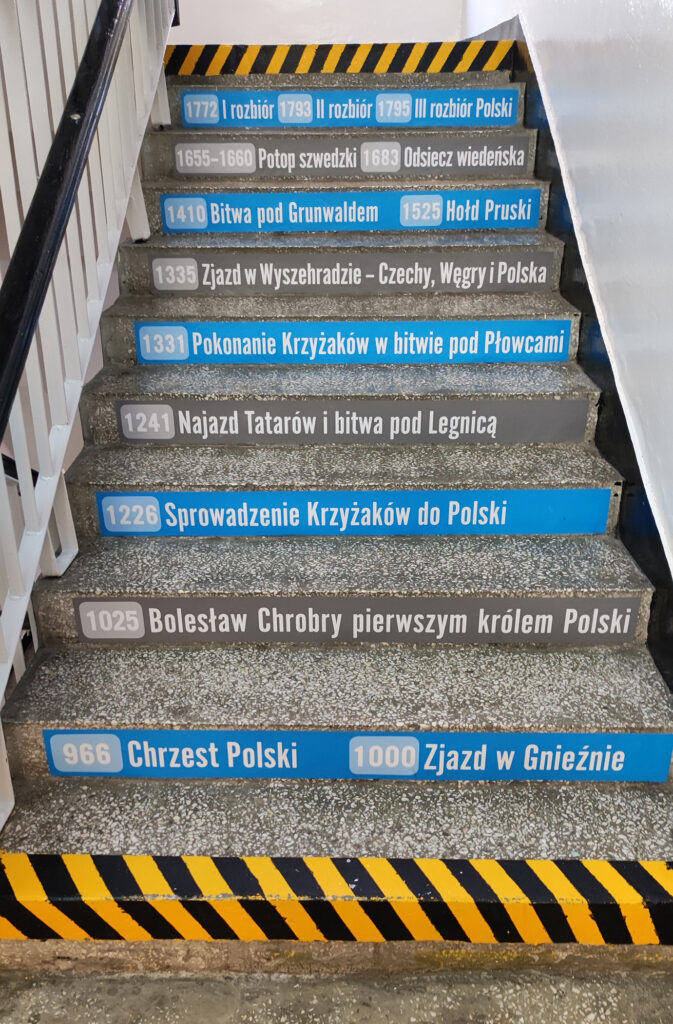 1772 I rozbiór 1793 II rozbiór 1795 III rozbiór Polski
1655–1660 Potop szwedzki 1683 Odsiecz wiedeńska
1410 Bitwa pod Grunwaldem 1525 Hołd Pruski
1335 Zjazd w Wyszehradzie – Czechy, Węgry i Polska
1331 Pokonanie Krzyżaków w bitwie pod Płowcami
1241 Najazd Tatarów i bitwa pod Legnicą
1226 Sprowadzenie Krzyżaków do Polski
1025 Bolesław Chrobry pierwszym królem Polski
966 Chrzest Polski 1000 Zjazd w Gnieźnie